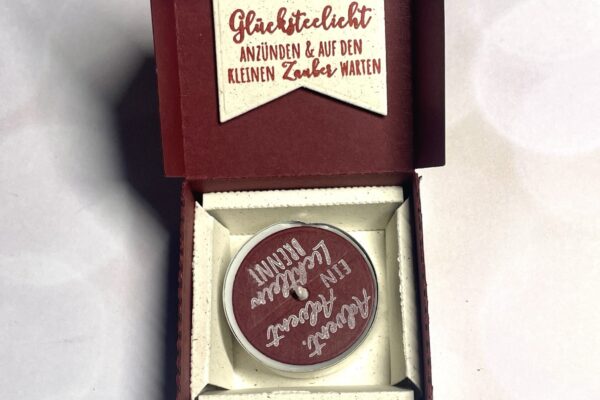 Glücksteelicht
ANZÜNDEN & AUF DEN
KLEINEN Zauber WARTEN
Advent,
Advent
EIN
Lichtlein
BRENNT